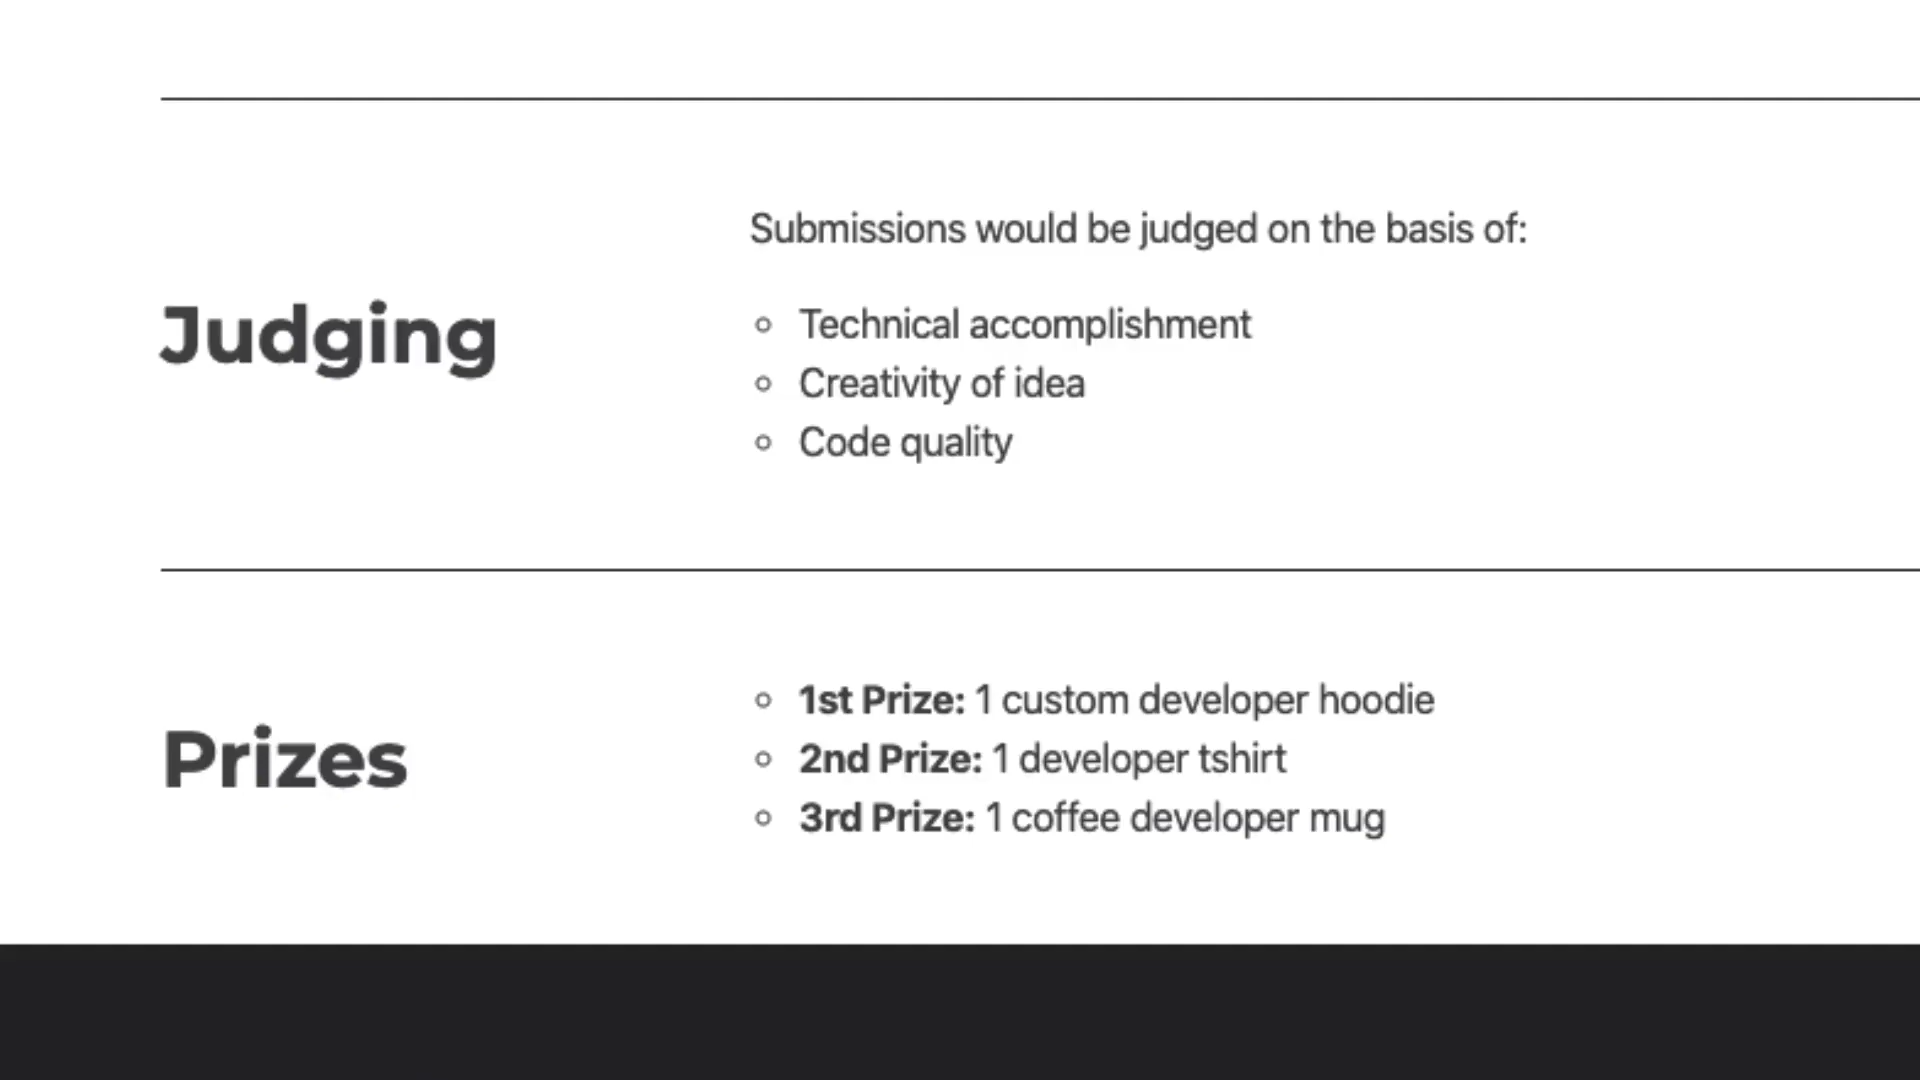 Judging
Submissions would be judged on the basis of:
Technical accomplishment
Creativity of idea
Code quality
Prizes
1st Prize: 1 custom developer hoodie
2nd Prize: 1 developer tshirt
3rd Prize: 1 coffee developer mug